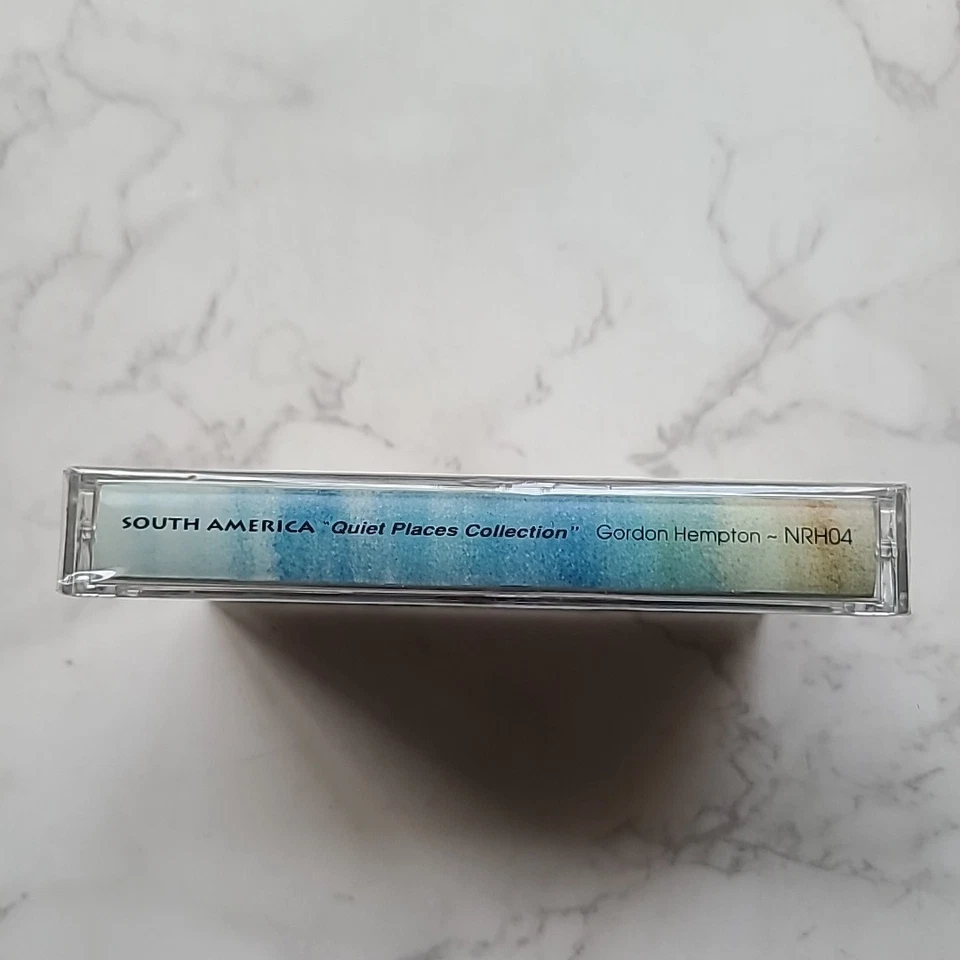 SOUTH AMERICA "Quiet Places Collection" Gordon Hempton ~ NRH04